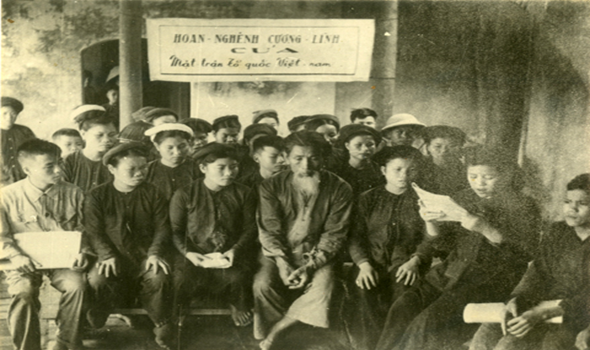 HOAN-NGHÊNH CƯƠNG-LĨNH
CỦA
Mặt trận Tổ quốc Việt-nam